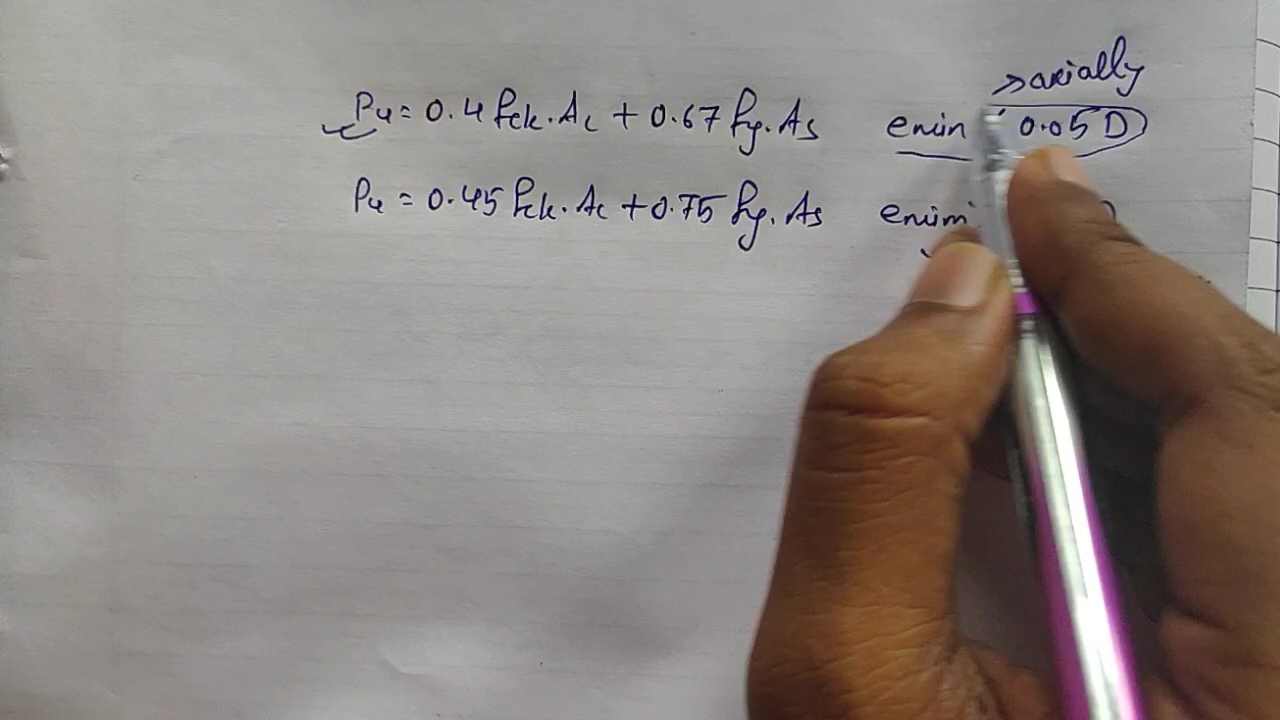 axially
Pu = 0.4 fck. Ac + 0.67 fy. As emin 0.05 D
Pu = 0.45 fck. Ac + 0.75 fy. As emin